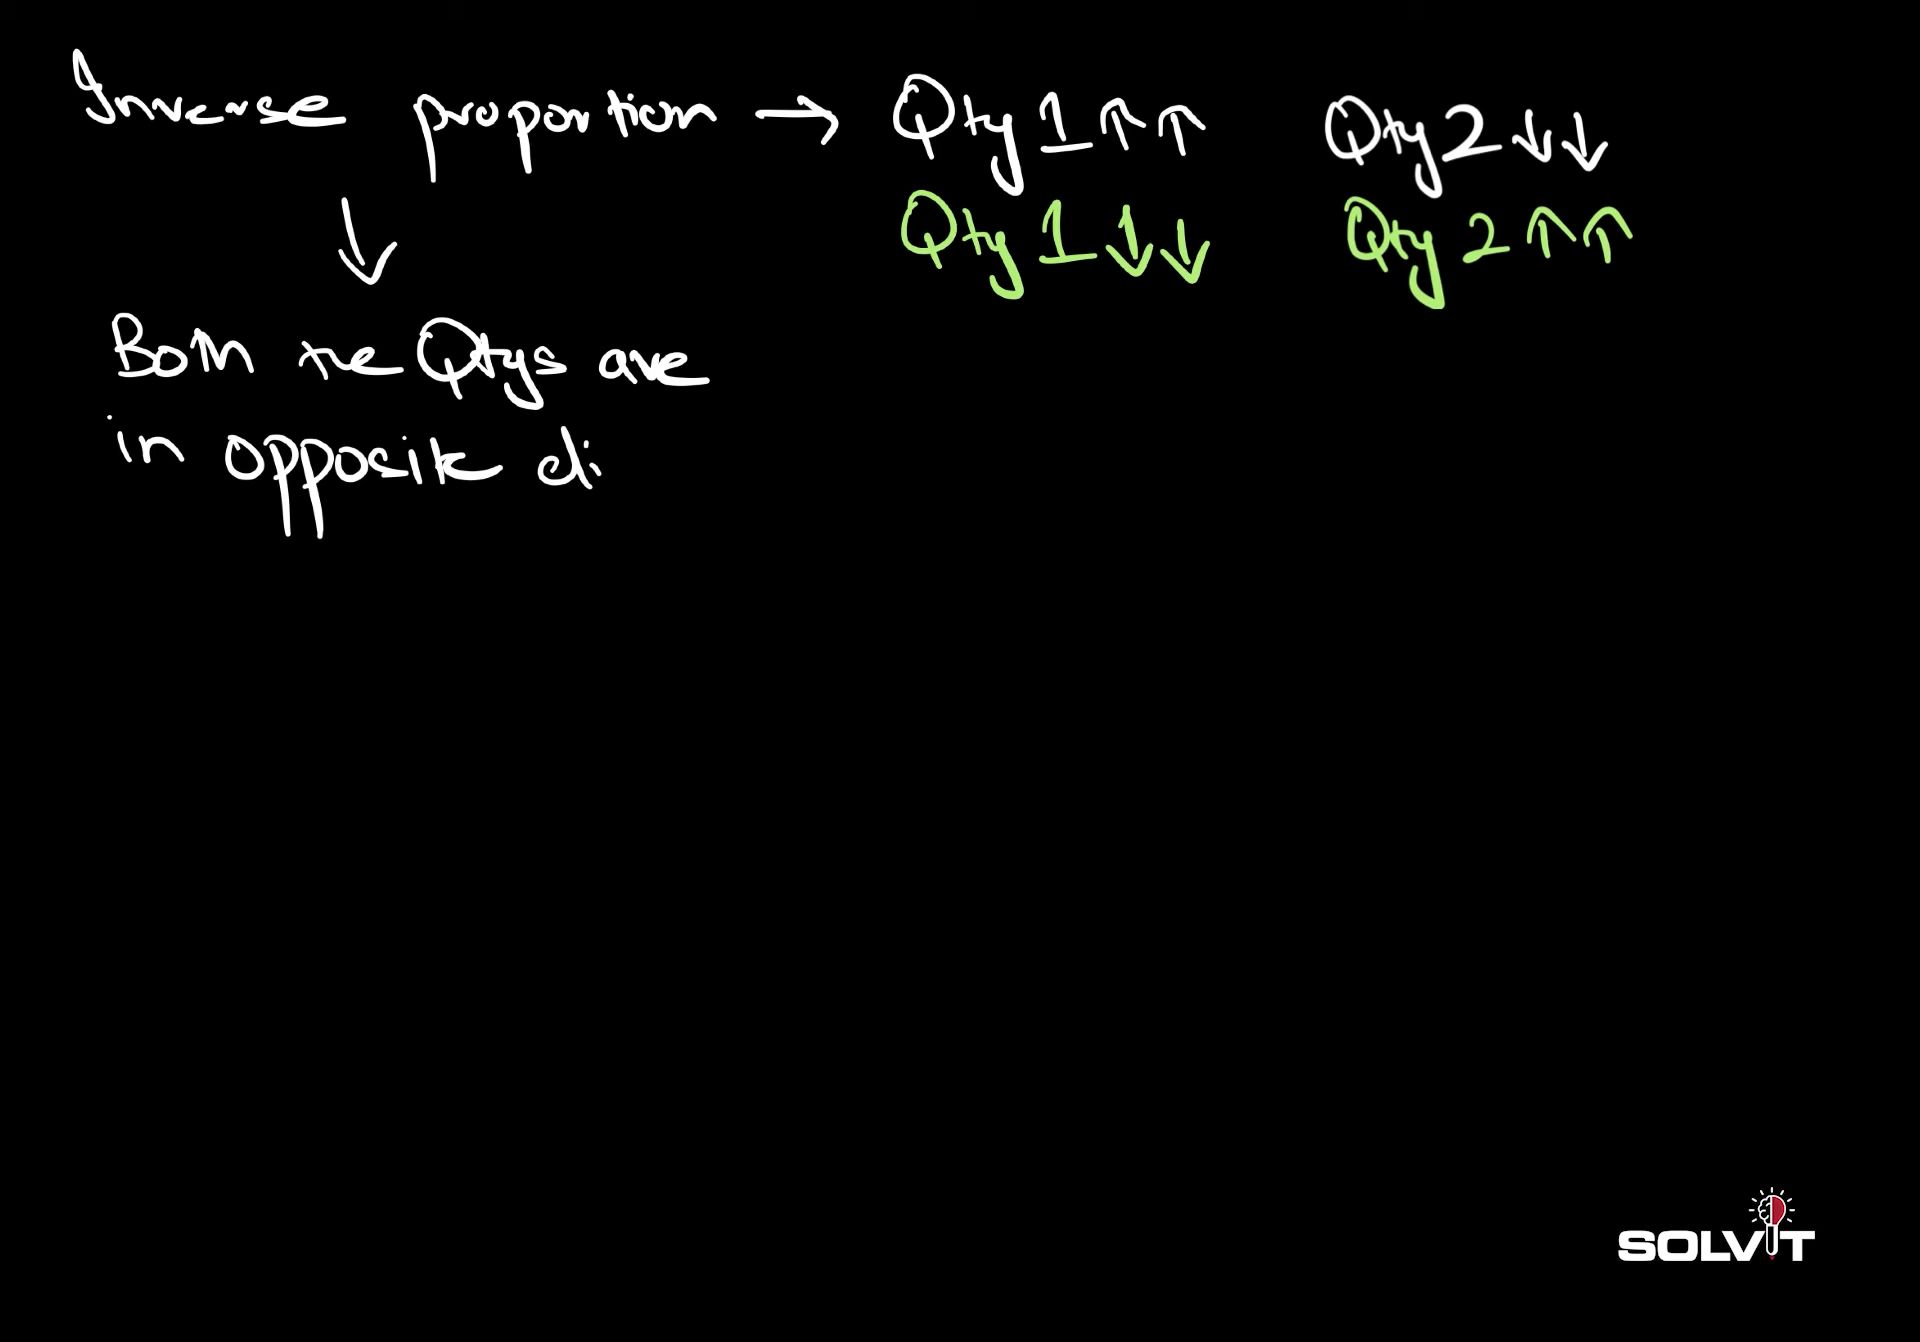 Inverse proportion → Qty 1 ↑↑ Qty 2 ↓↓
Qty 1 ↓↓ Qty 2 ↑↑
↓
Both the Qtys are
in opposite di
SOLVIT